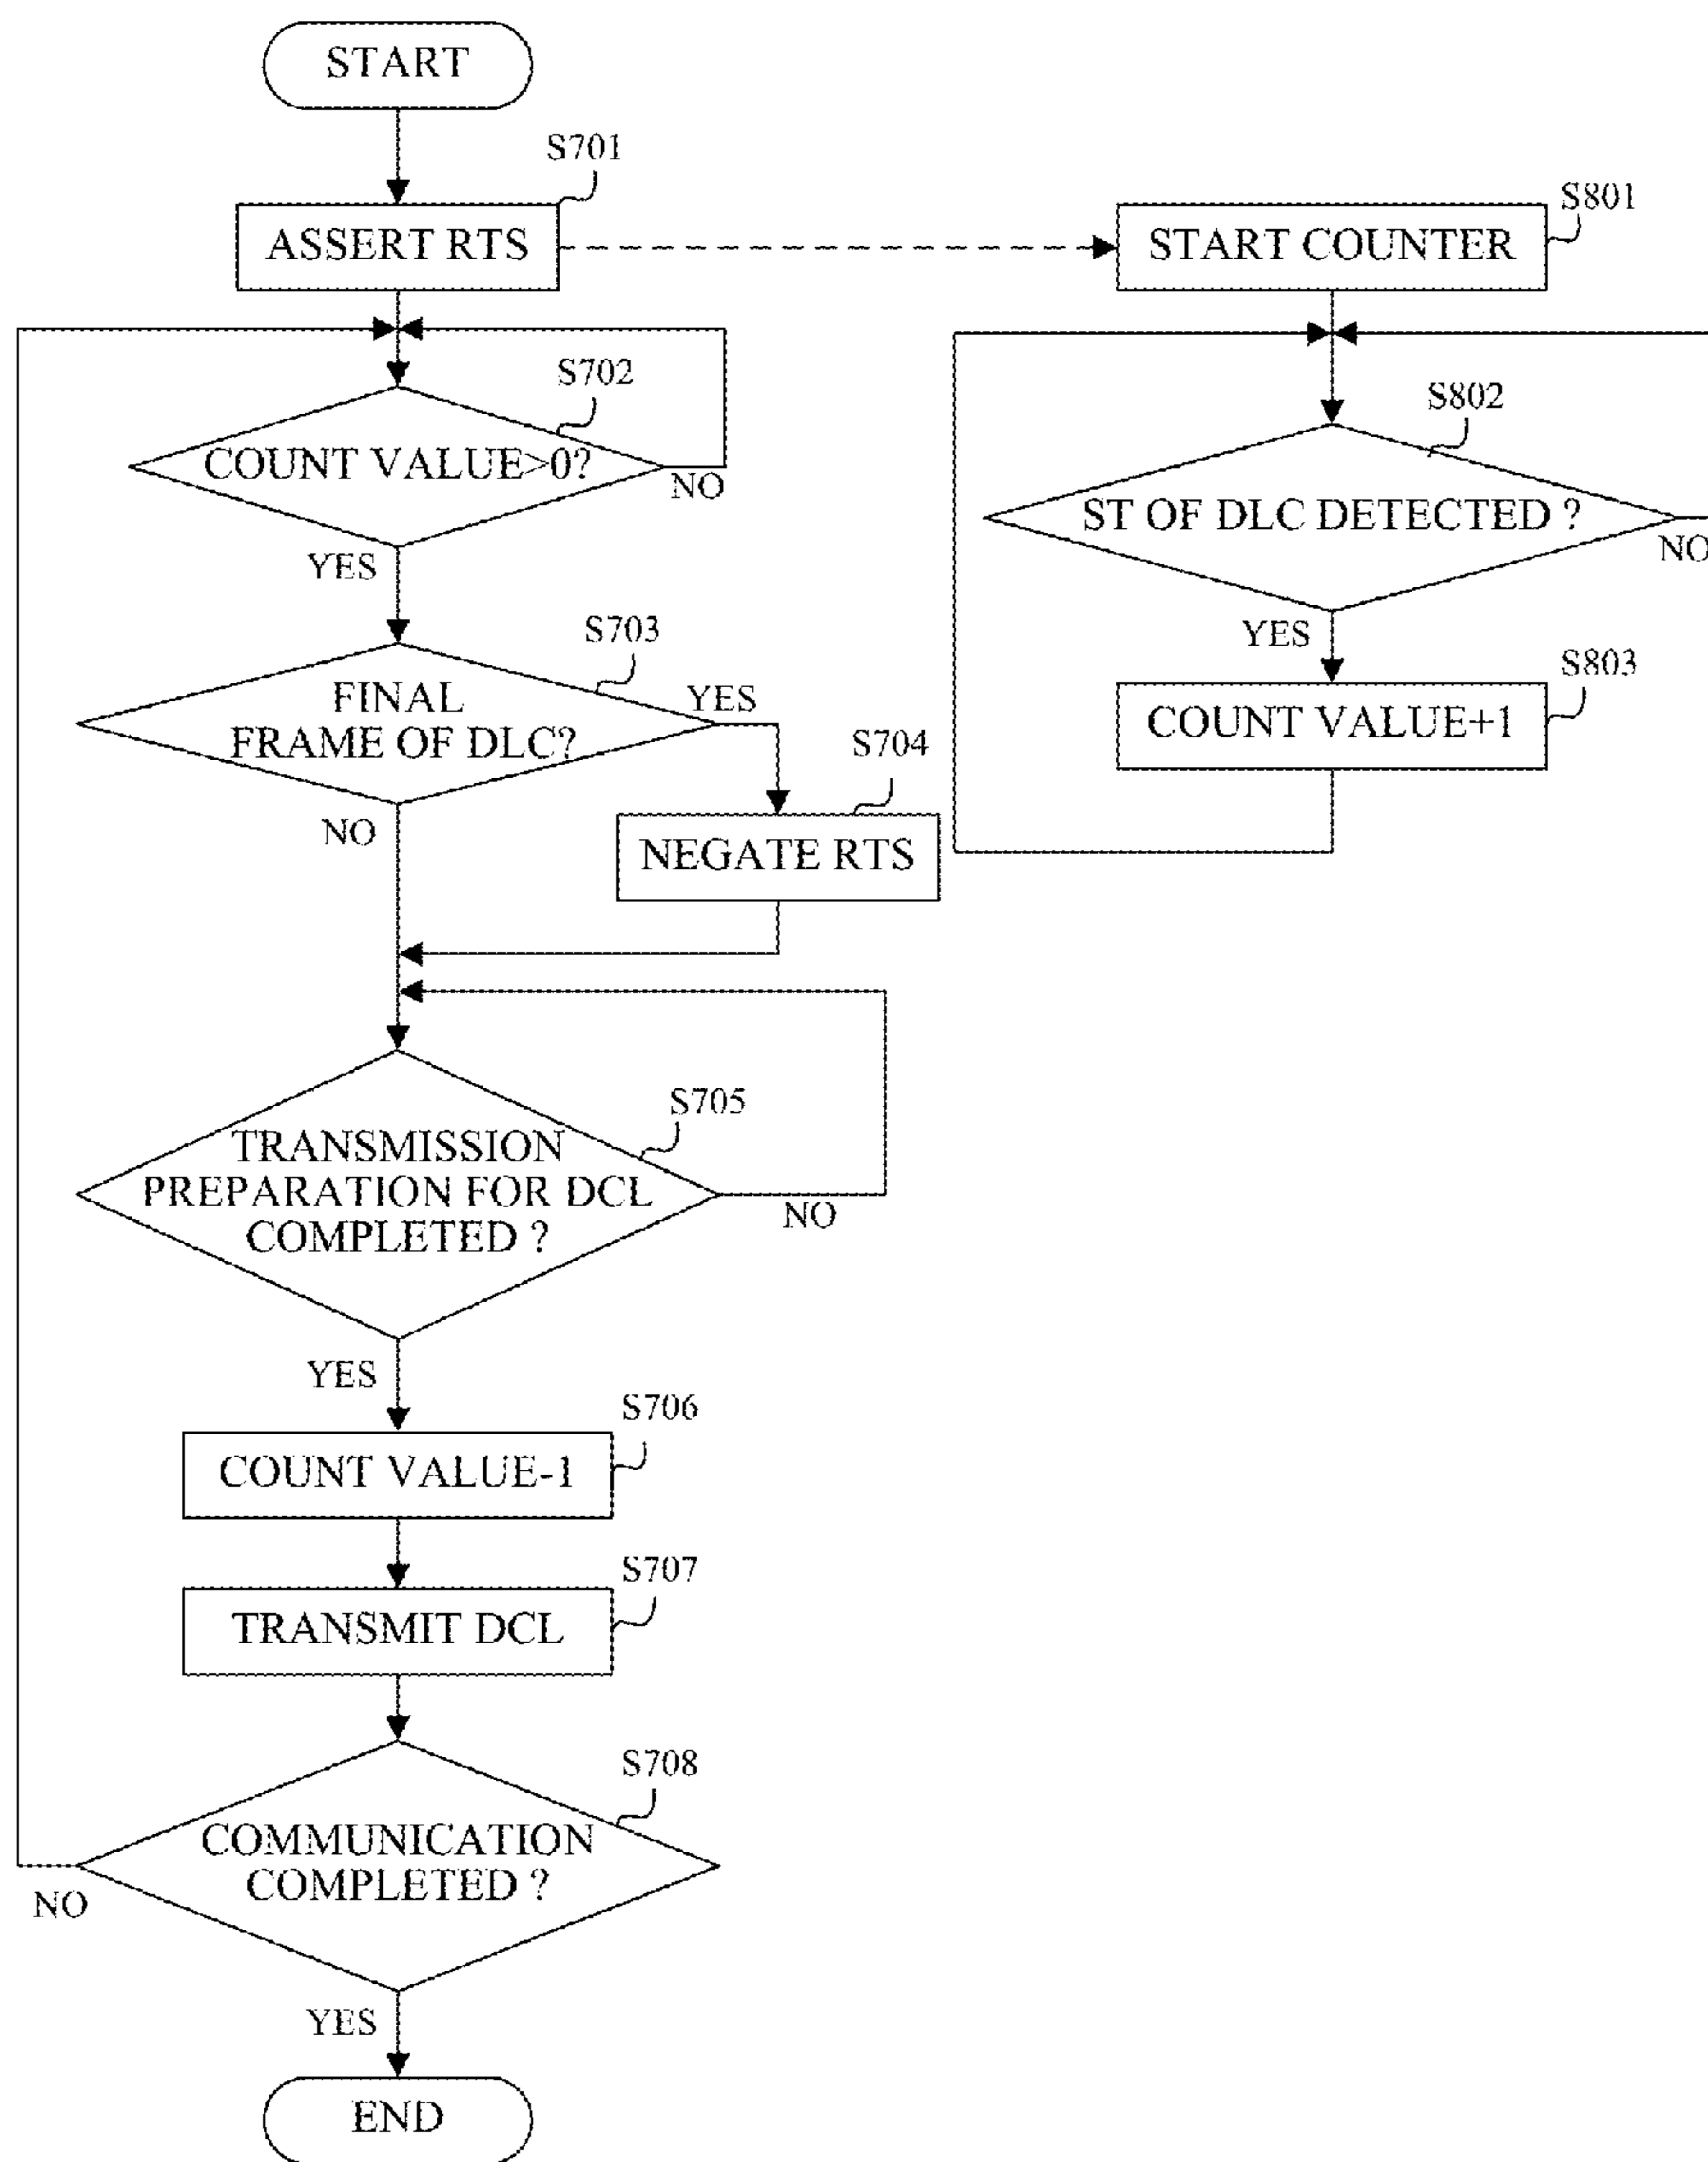 START
S701
ASSERT RTS
S702
COUNT VALUE>0?
NO
YES
S703
FINAL
FRAME OF DLC?
YES
NO
S704
NEGATE RTS
S705
TRANSMISSION
PREPARATION FOR DCL
COMPLETED ?
NO
YES
S706
COUNT VALUE-1
S707
TRANSMIT DCL
S708
COMMUNICATION
COMPLETED ?
NO
YES
END
S801
START COUNTER
S802
ST OF DLC DETECTED ?
NO
YES
S803
COUNT VALUE+1